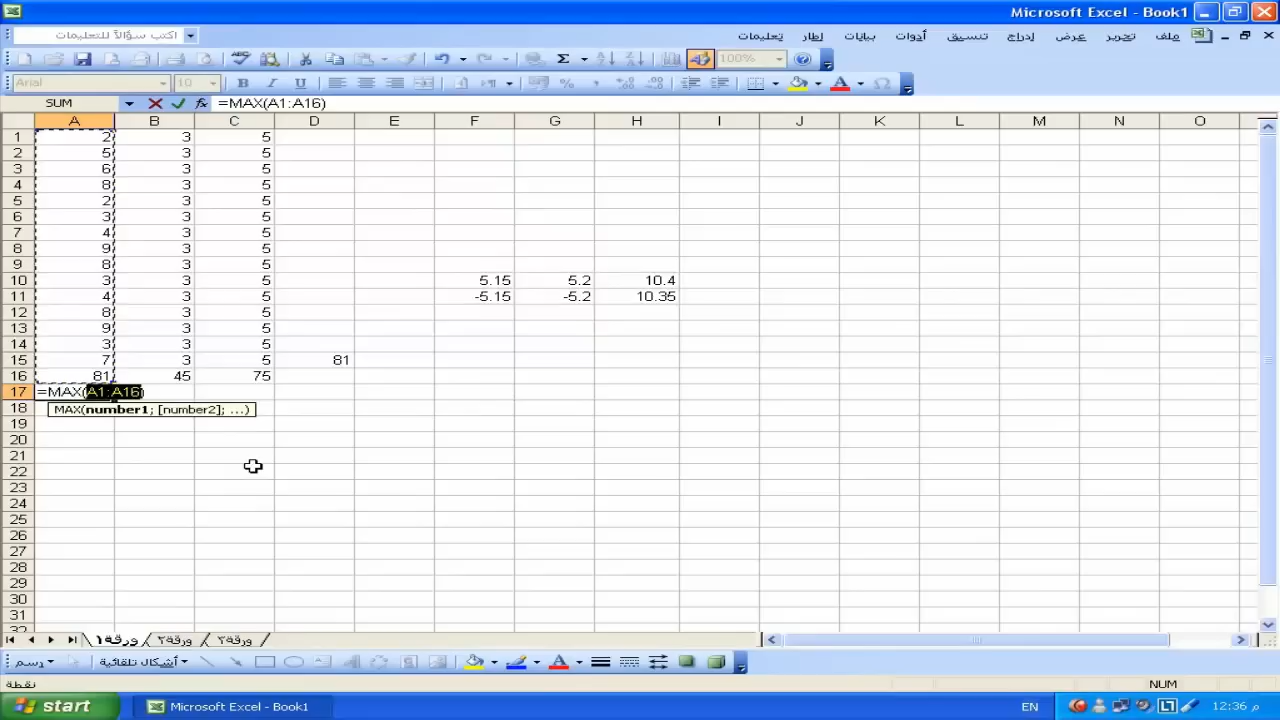 Microsoft Excel - Book1
ملف تحرير عرض إدراج تنسيق أدوات بيانات إطار تعليمات
اكتب سؤالاً للتعليمات
100%
Arial 10 B I U
SUM =MAX(A1:A16)
A B C D E F G H I J K L M N O
1 2 3 5
2 5 3 5
3 6 3 5
4 8 3 5
5 2 3 5
6 3 3 5
7 4 3 5
8 9 3 5
9 8 3 5
10 3 3 5 5.15 5.2 10.4
11 4 3 5 -5.15 -5.2 10.35
12 8 3 5
13 9 3 5
14 3 3 5
15 7 3 5 81
16 81 45 75
17 =MAX(A1:A16)
18 MAX(number1; [number2]; ...)
19
20
21
22
23
24
25
26
27
28
29
30
31
32
ورقة١ ورقة٢ ورقة٣
رسم أشكال تلقائية
نقطة NUM
start Microsoft Excel - Book1 EN 12:36 م